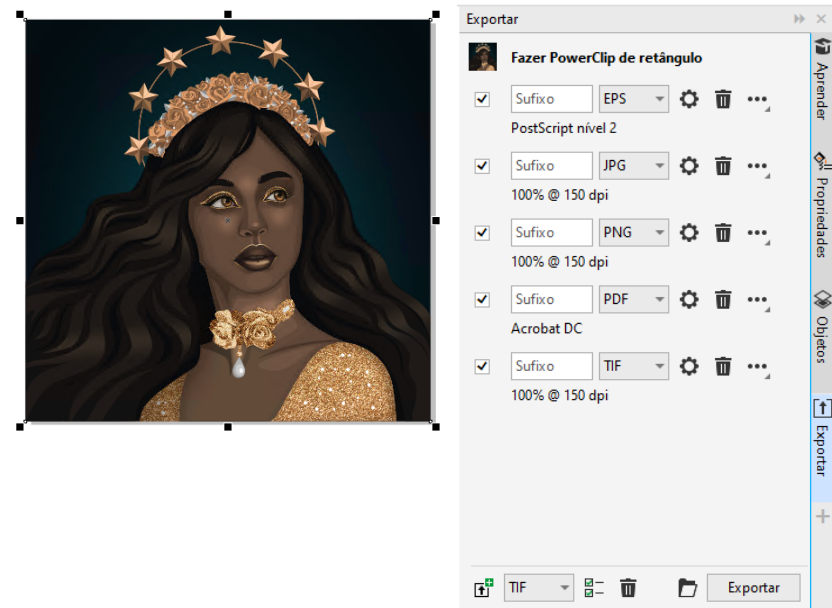 Exportar
Fazer PowerClip de retângulo
Sufixo EPS
PostScript nível 2
Sufixo JPG
100% @ 150 dpi
Sufixo PNG
100% @ 150 dpi
Sufixo PDF
Acrobat DC
Sufixo TIF
100% @ 150 dpi
TIF Exportar
Aprender
Propriedades
Objetos
Exportar